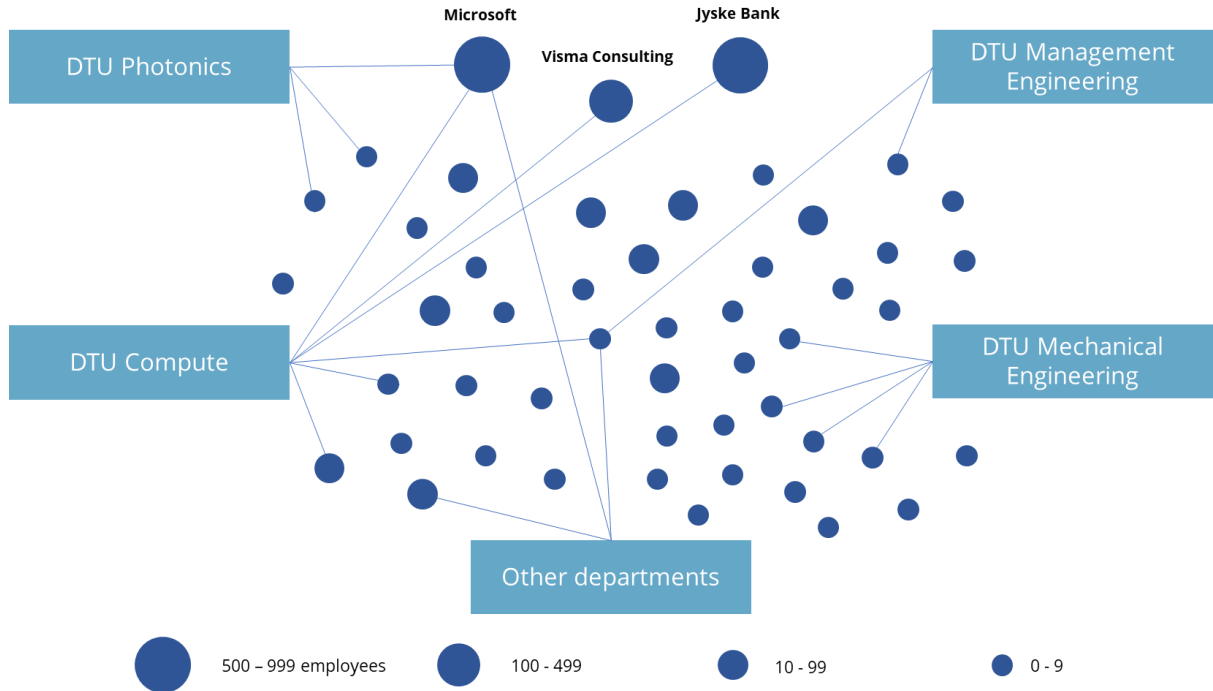 Microsoft
Jyske Bank
Visma Consulting
DTU Photonics
DTU Management
Engineering
DTU Compute
DTU Mechanical
Engineering
Other departments
500 – 999 employees
100 - 499
10 - 99
0 - 9